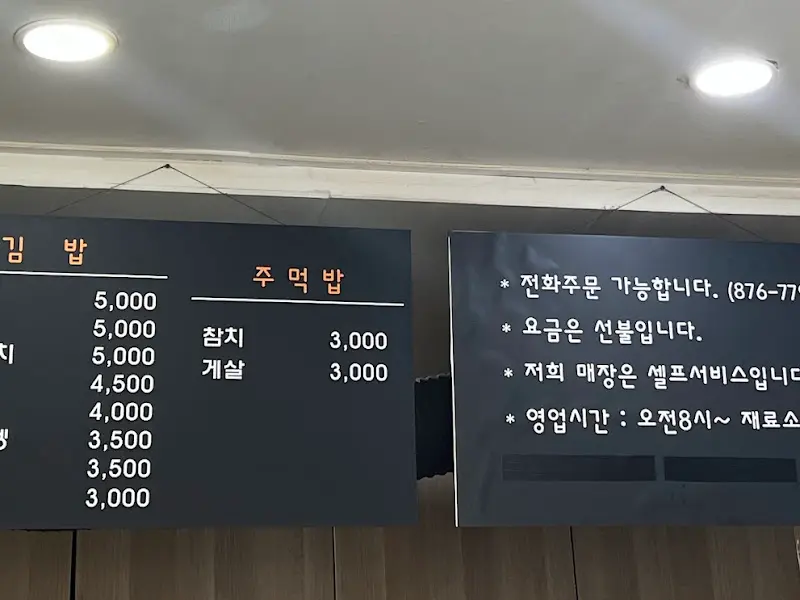 김 밥
5,000
5,000
치 5,000
4,500
4,000
3,500
3,500
3,000
주먹밥
참치 3,000
게살 3,000
* 전화주문 가능합니다. (876-779
* 요금은 선불입니다.
* 저희 매장은 셀프서비스입니다
* 영업시간 : 오전8시~ 재료소